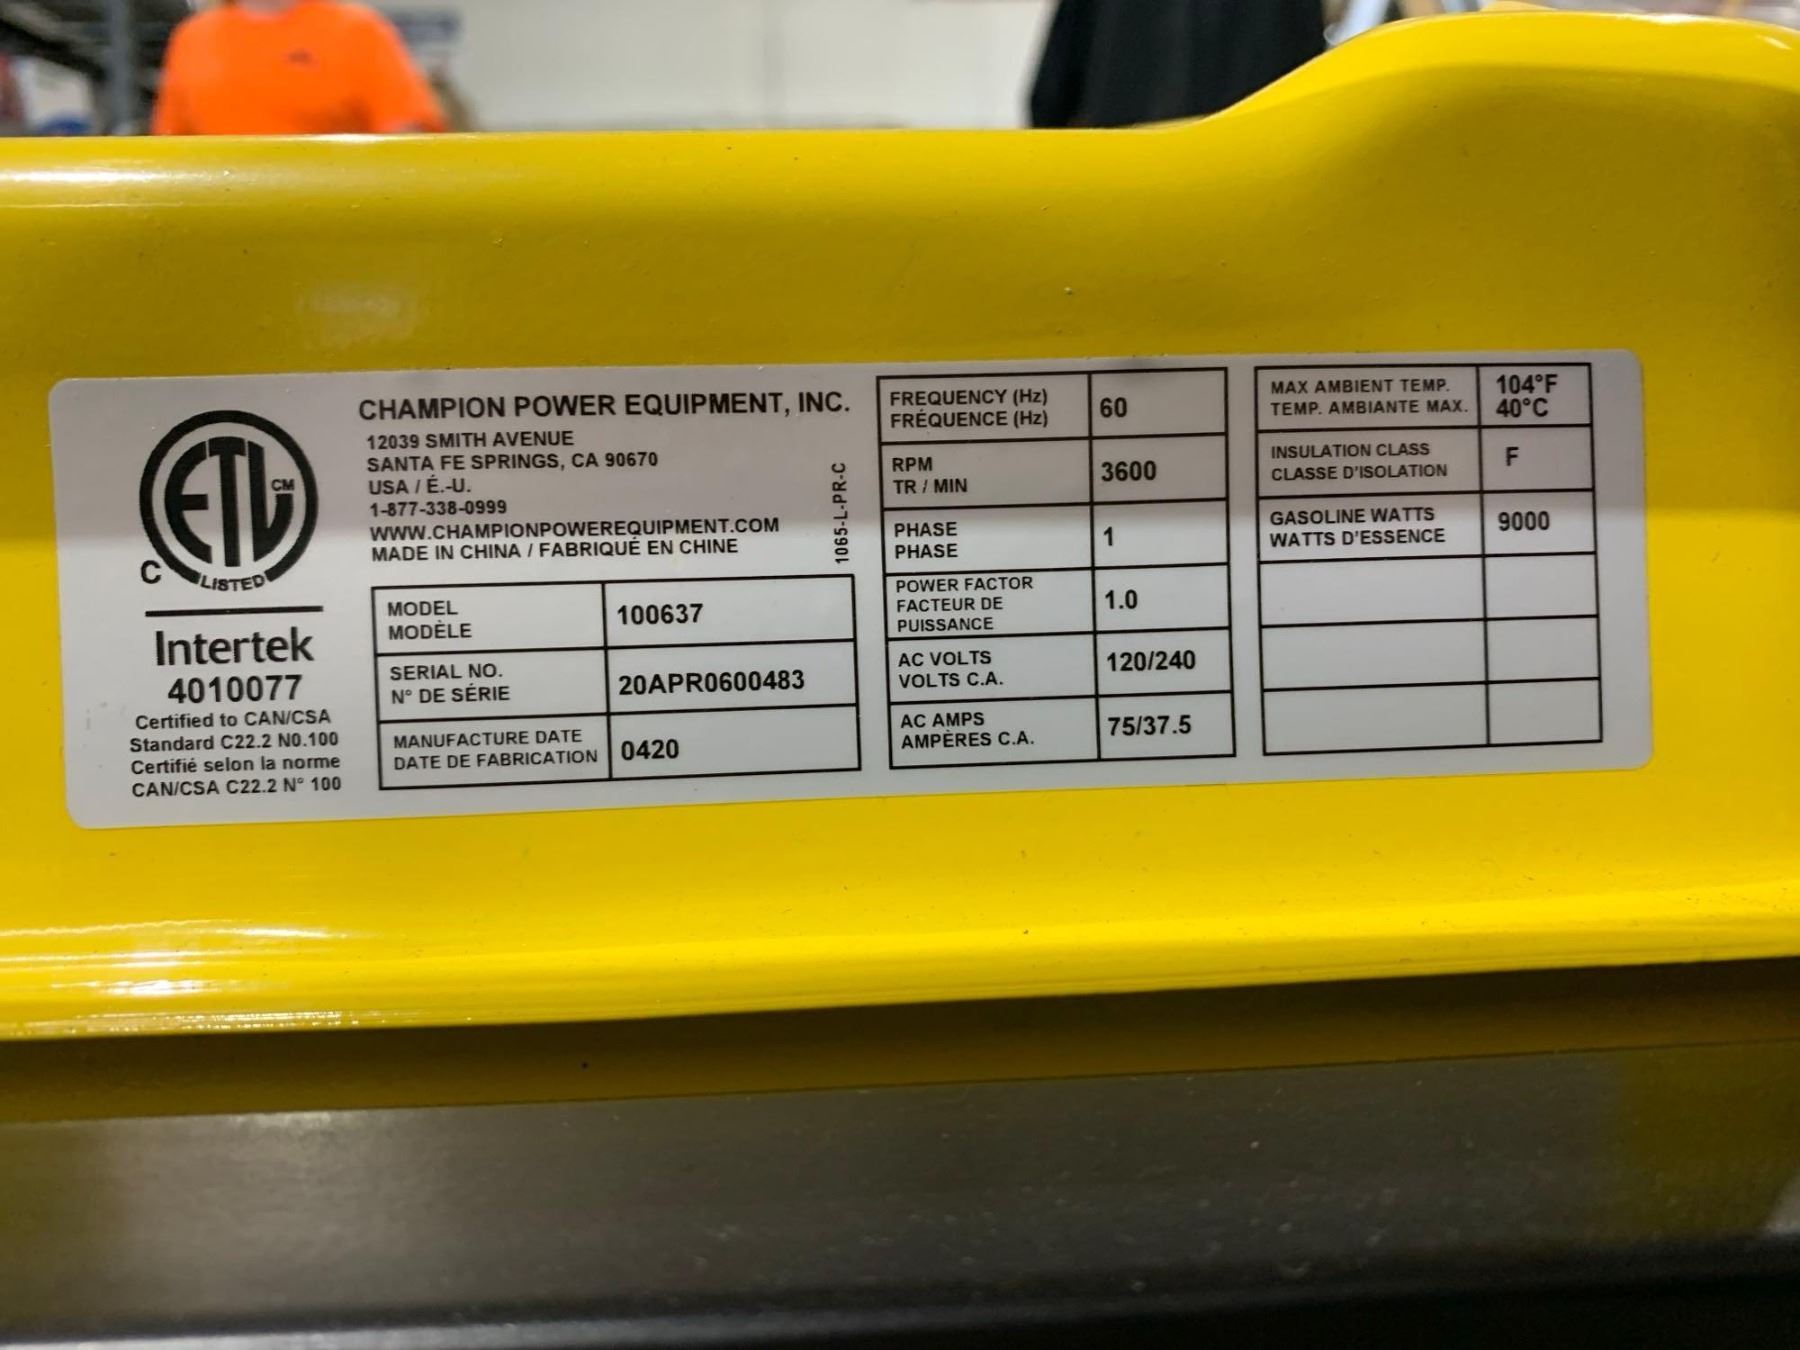 ETL
CM
C
LISTED
Intertek
4010077
Certified to CAN/CSA
Standard C22.2 N0.100
Certifié selon la norme
CAN/CSA C22.2 N° 100
CHAMPION POWER EQUIPMENT, INC.
12039 SMITH AVENUE
SANTA FE SPRINGS, CA 90670
USA / É.-U.
1-877-338-0999
WWW.CHAMPIONPOWEREQUIPMENT.COM
MADE IN CHINA / FABRIQUÉ EN CHINE
1065-L-PR-C
MODEL
MODÈLE
100637
SERIAL NO.
N° DE SÉRIE
20APR0600483
MANUFACTURE DATE
DATE DE FABRICATION
0420
FREQUENCY (Hz)
FRÉQUENCE (Hz)
60
RPM
TR / MIN
3600
PHASE
PHASE
1
POWER FACTOR
FACTEUR DE
PUISSANCE
1.0
AC VOLTS
VOLTS C.A.
120/240
AC AMPS
AMPÈRES C.A.
75/37.5
MAX AMBIENT TEMP.
TEMP. AMBIANTE MAX.
104°F
40°C
INSULATION CLASS
CLASSE D'ISOLATION
F
GASOLINE WATTS
WATTS D'ESSENCE
9000